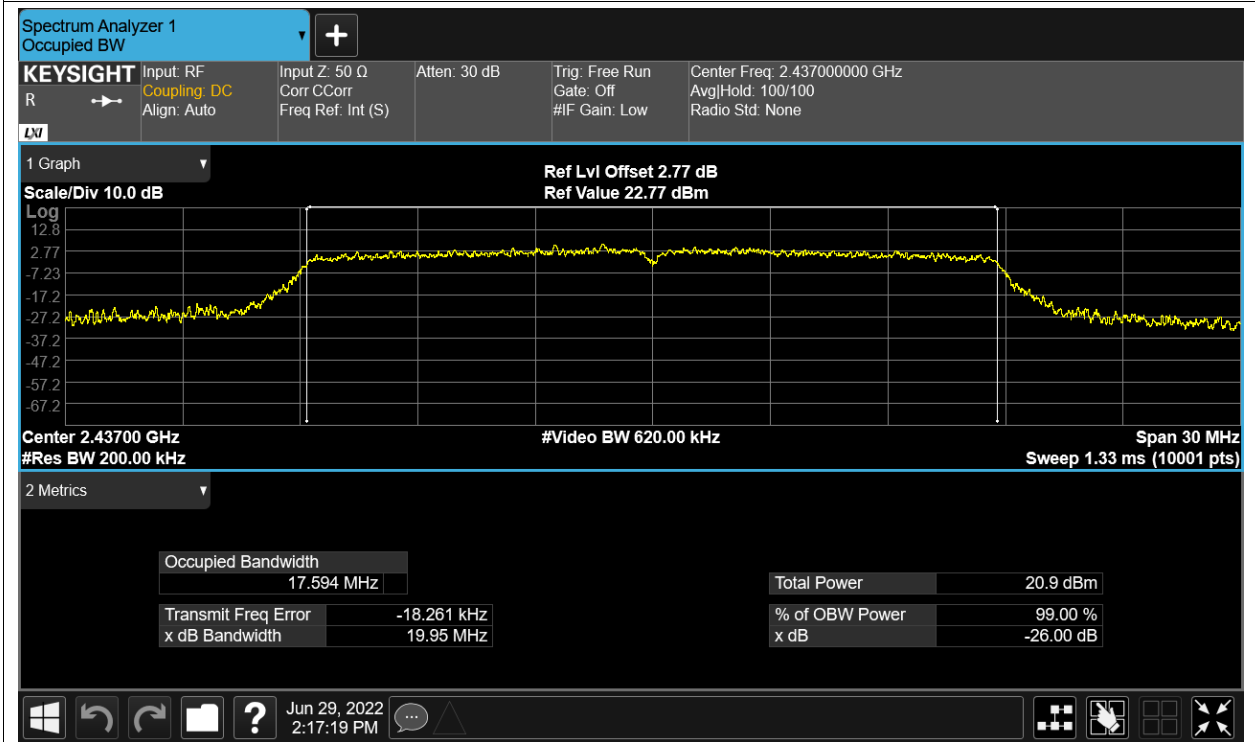 Spectrum Analyzer 1
Occupied BW
KEYSIGHT
R
LXI
Input: RF
Coupling: DC
Align: Auto
Input Z: 50 Ω
Corr CCorr
Freq Ref: Int (S)
Atten: 30 dB
Trig: Free Run
Gate: Off
#IF Gain: Low
Center Freq: 2.437000000 GHz
Avg|Hold: 100/100
Radio Std: None
1 Graph
Scale/Div 10.0 dB
Ref Lvl Offset 2.77 dB
Ref Value 22.77 dBm
Log
12.8
2.77
-7.23
-17.2
-27.2
-37.2
-47.2
-57.2
-67.2
Center 2.43700 GHz
#Res BW 200.00 kHz
#Video BW 620.00 kHz
Span 30 MHz
Sweep 1.33 ms (10001 pts)
2 Metrics
Occupied Bandwidth
17.594 MHz
Transmit Freq Error -18.261 kHz
x dB Bandwidth 19.95 MHz
Total Power 20.9 dBm
% of OBW Power 99.00 %
x dB -26.00 dB
?
Jun 29, 2022
2:17:19 PM